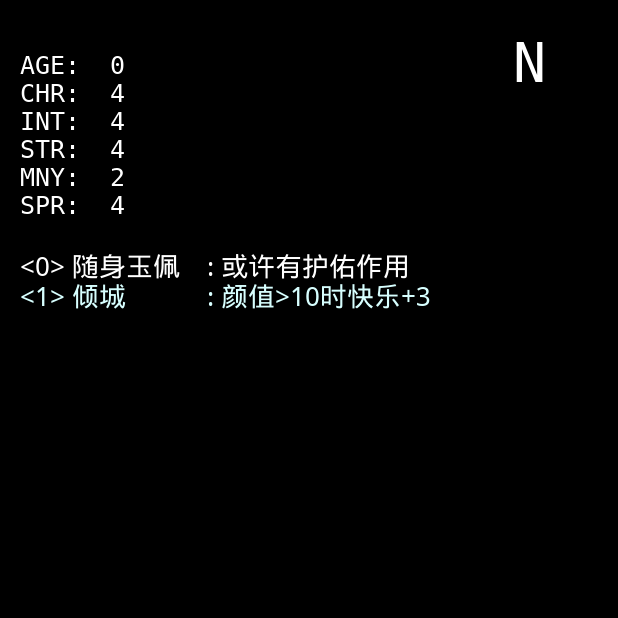 N
AGE: 0
CHR: 4
INT: 4
STR: 4
MNY: 2
SPR: 4
<0> 随身玉佩 : 或许有护佑作用
<1> 倾城 : 颜值>10时快乐+3